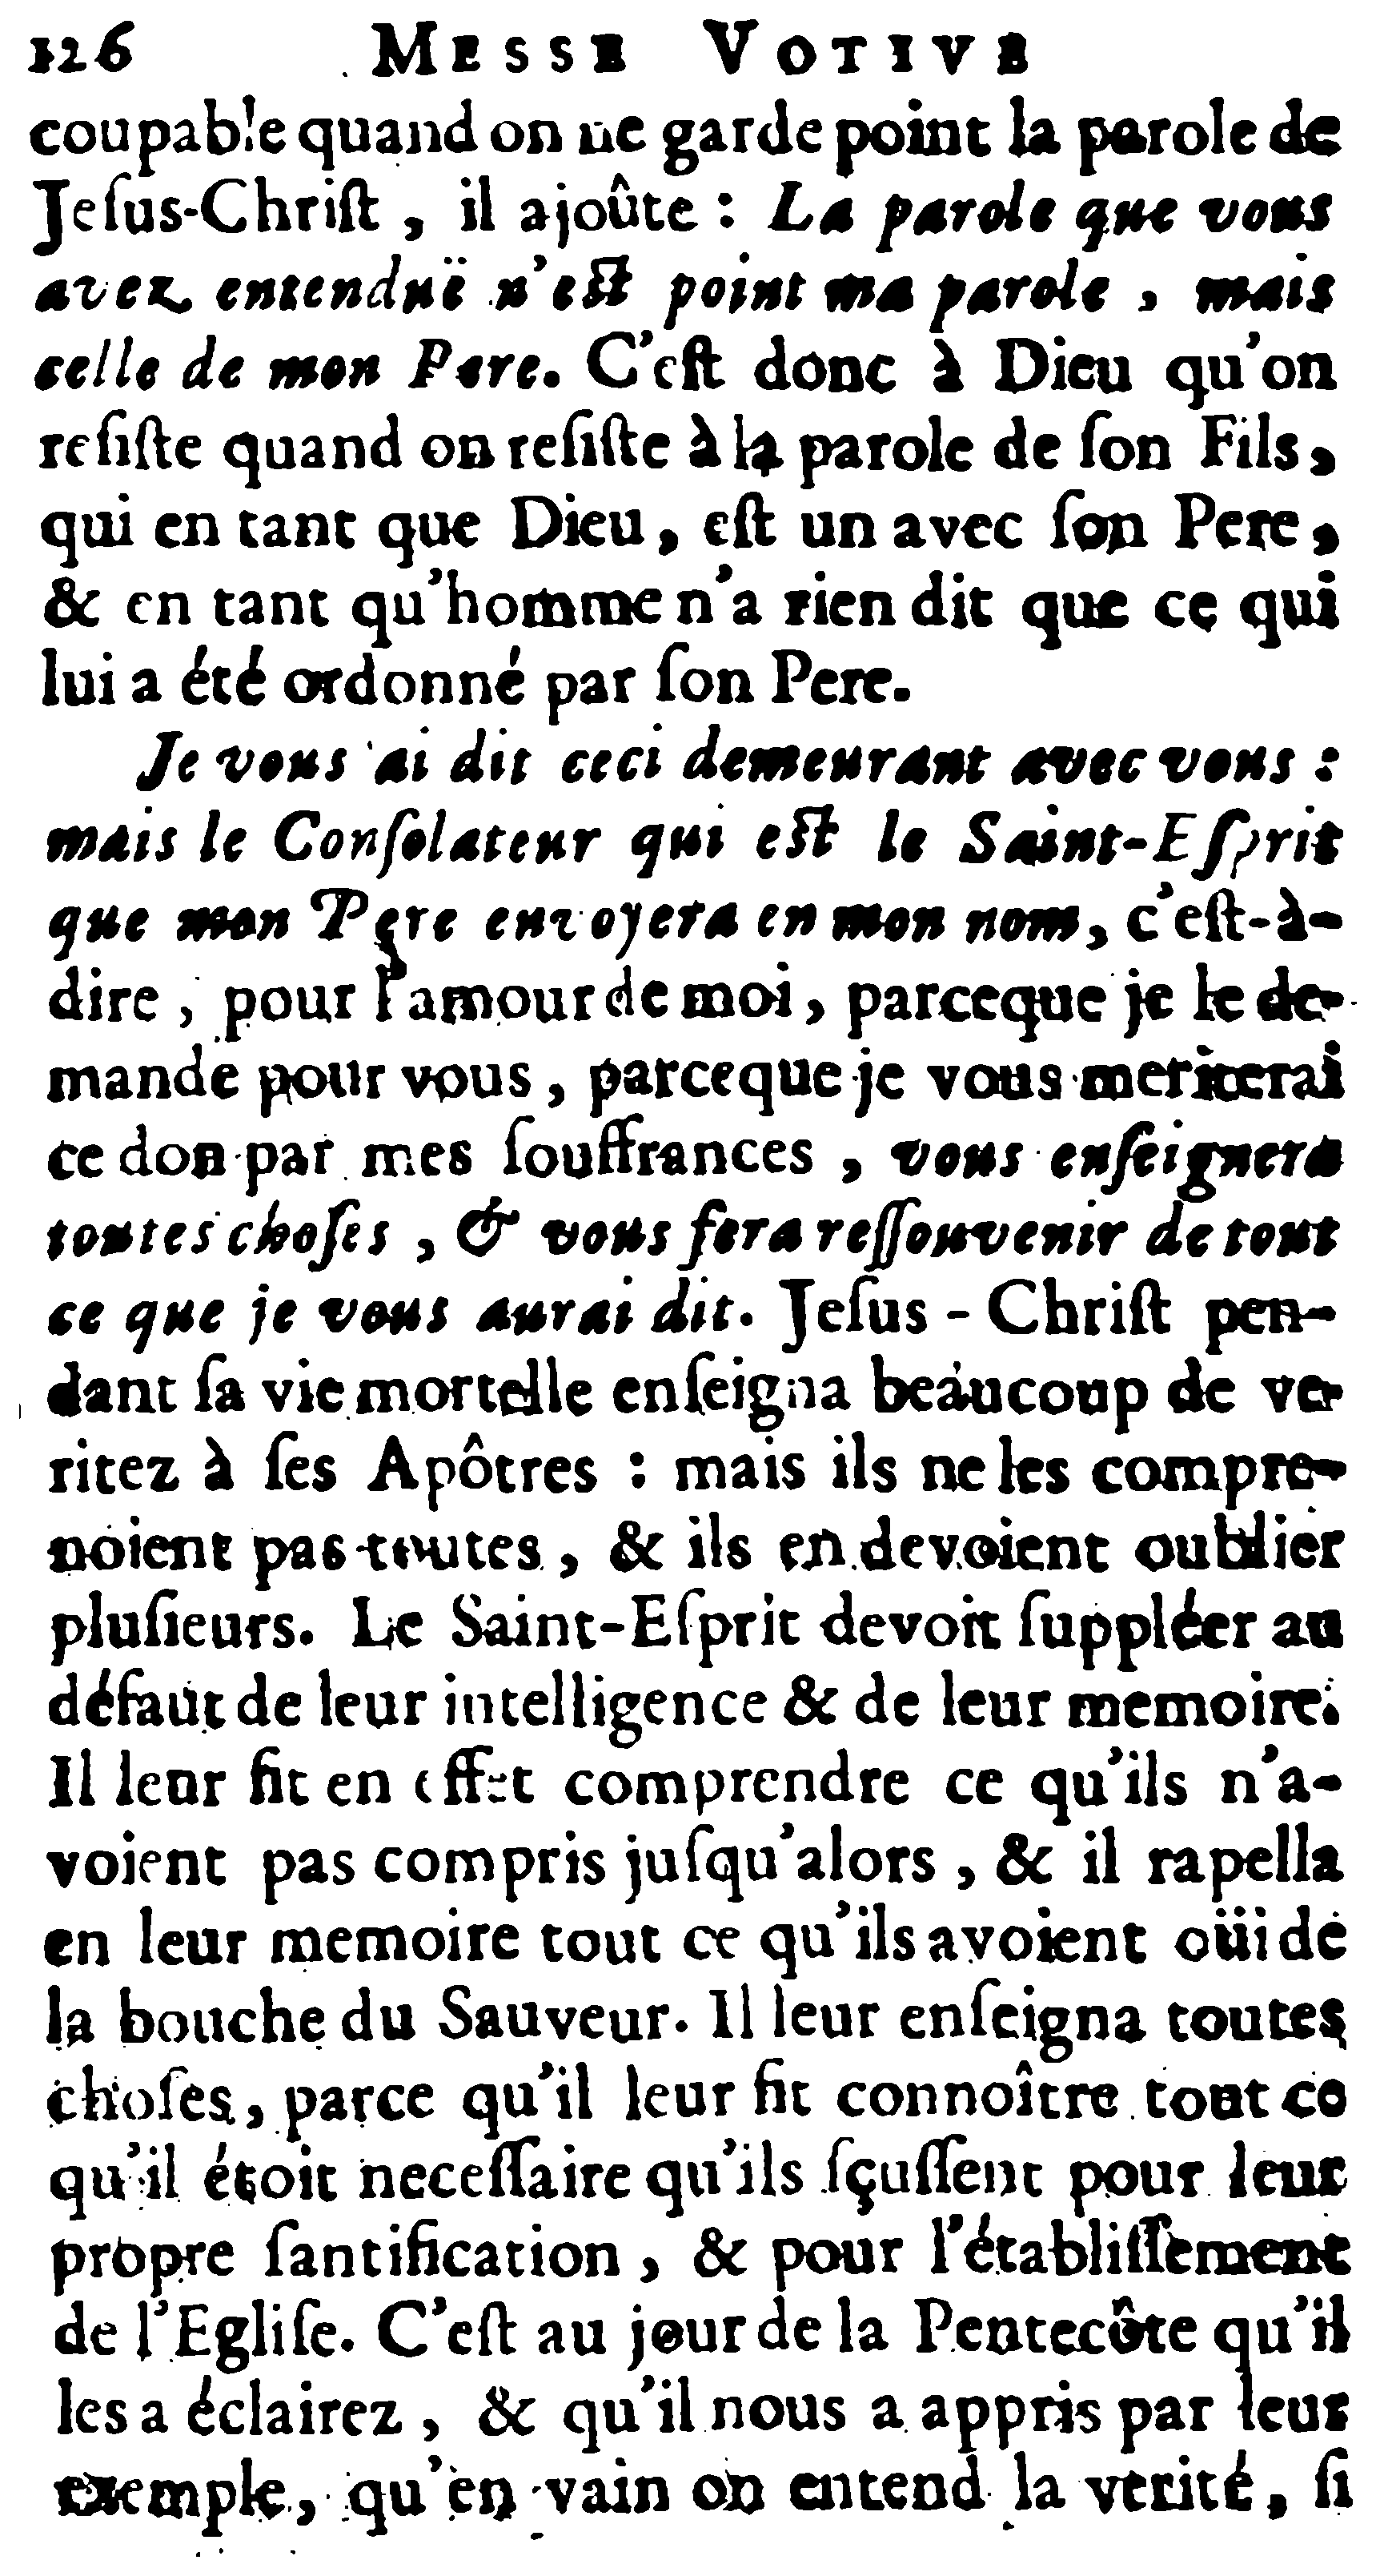 126 MESSE VOTIVE
coupable quand on ne garde point la parole de
Jeſus-Chriſt, il ajoûte : La parole que vous
avez entenduë n'eſt point ma parole, mais
celle de mon Pere. C'eſt donc à Dieu qu'on
reſiſte quand on reſiſte à la parole de ſon Fils,
qui en tant que Dieu, eſt un avec ſon Pere,
& en tant qu'homme n'a rien dit que ce qui
lui a été ordonné par ſon Pere.
Je vous ai dit ceci demeurant avec vous :
mais le Conſolateur qui eſt le Saint-Eſprit
que mon Pere envoyera en mon nom, c'eſt-à-
dire, pour l'amour de moi, parceque je le de-
mande pour vous, parceque je vous meriterai
ce don par mes ſouffrances, vous enſeignera
toutes choſes, & vous fera reſſouvenir de tout
ce que je vous aurai dit. Jeſus-Chriſt pen-
dant ſa vie mortelle enſeigna beaucoup de ve-
ritez à ſes Apôtres : mais ils ne les compre-
noient pas toutes, & ils en devoient oublier
pluſieurs. Le Saint-Eſprit devoit ſuppléer au
défaut de leur intelligence & de leur memoire.
Il leur fit en effet comprendre ce qu'ils n'a-
voient pas compris juſqu'alors, & il rapella
en leur memoire tout ce qu'ils avoient oüi de
la bouche du Sauveur. Il leur enſeigna toutes
choſes, parce qu'il leur fit connoître tout ce
qu'il étoit neceſſaire qu'ils ſçuſſent pour leur
propre ſantification, & pour l'établiſſement
de l'Egliſe. C'eſt au jour de la Pentecôte qu'il
les a éclairez, & qu'il nous a appris par leur
exemple, qu'en vain on entend la verité, ſi